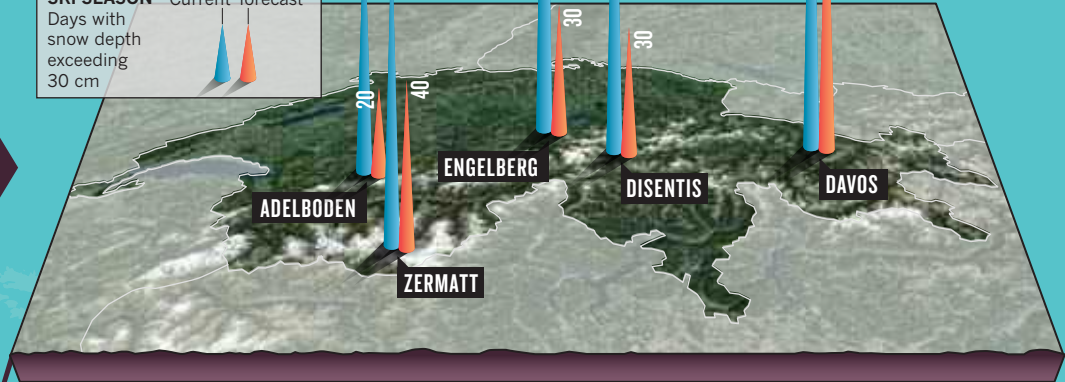 SKI SEASON Current forecast
Days with
snow depth
exceeding
30 cm
20
40
30
30
ENGELBERG
DISENTIS
DAVOS
ADELBODEN
ZERMATT